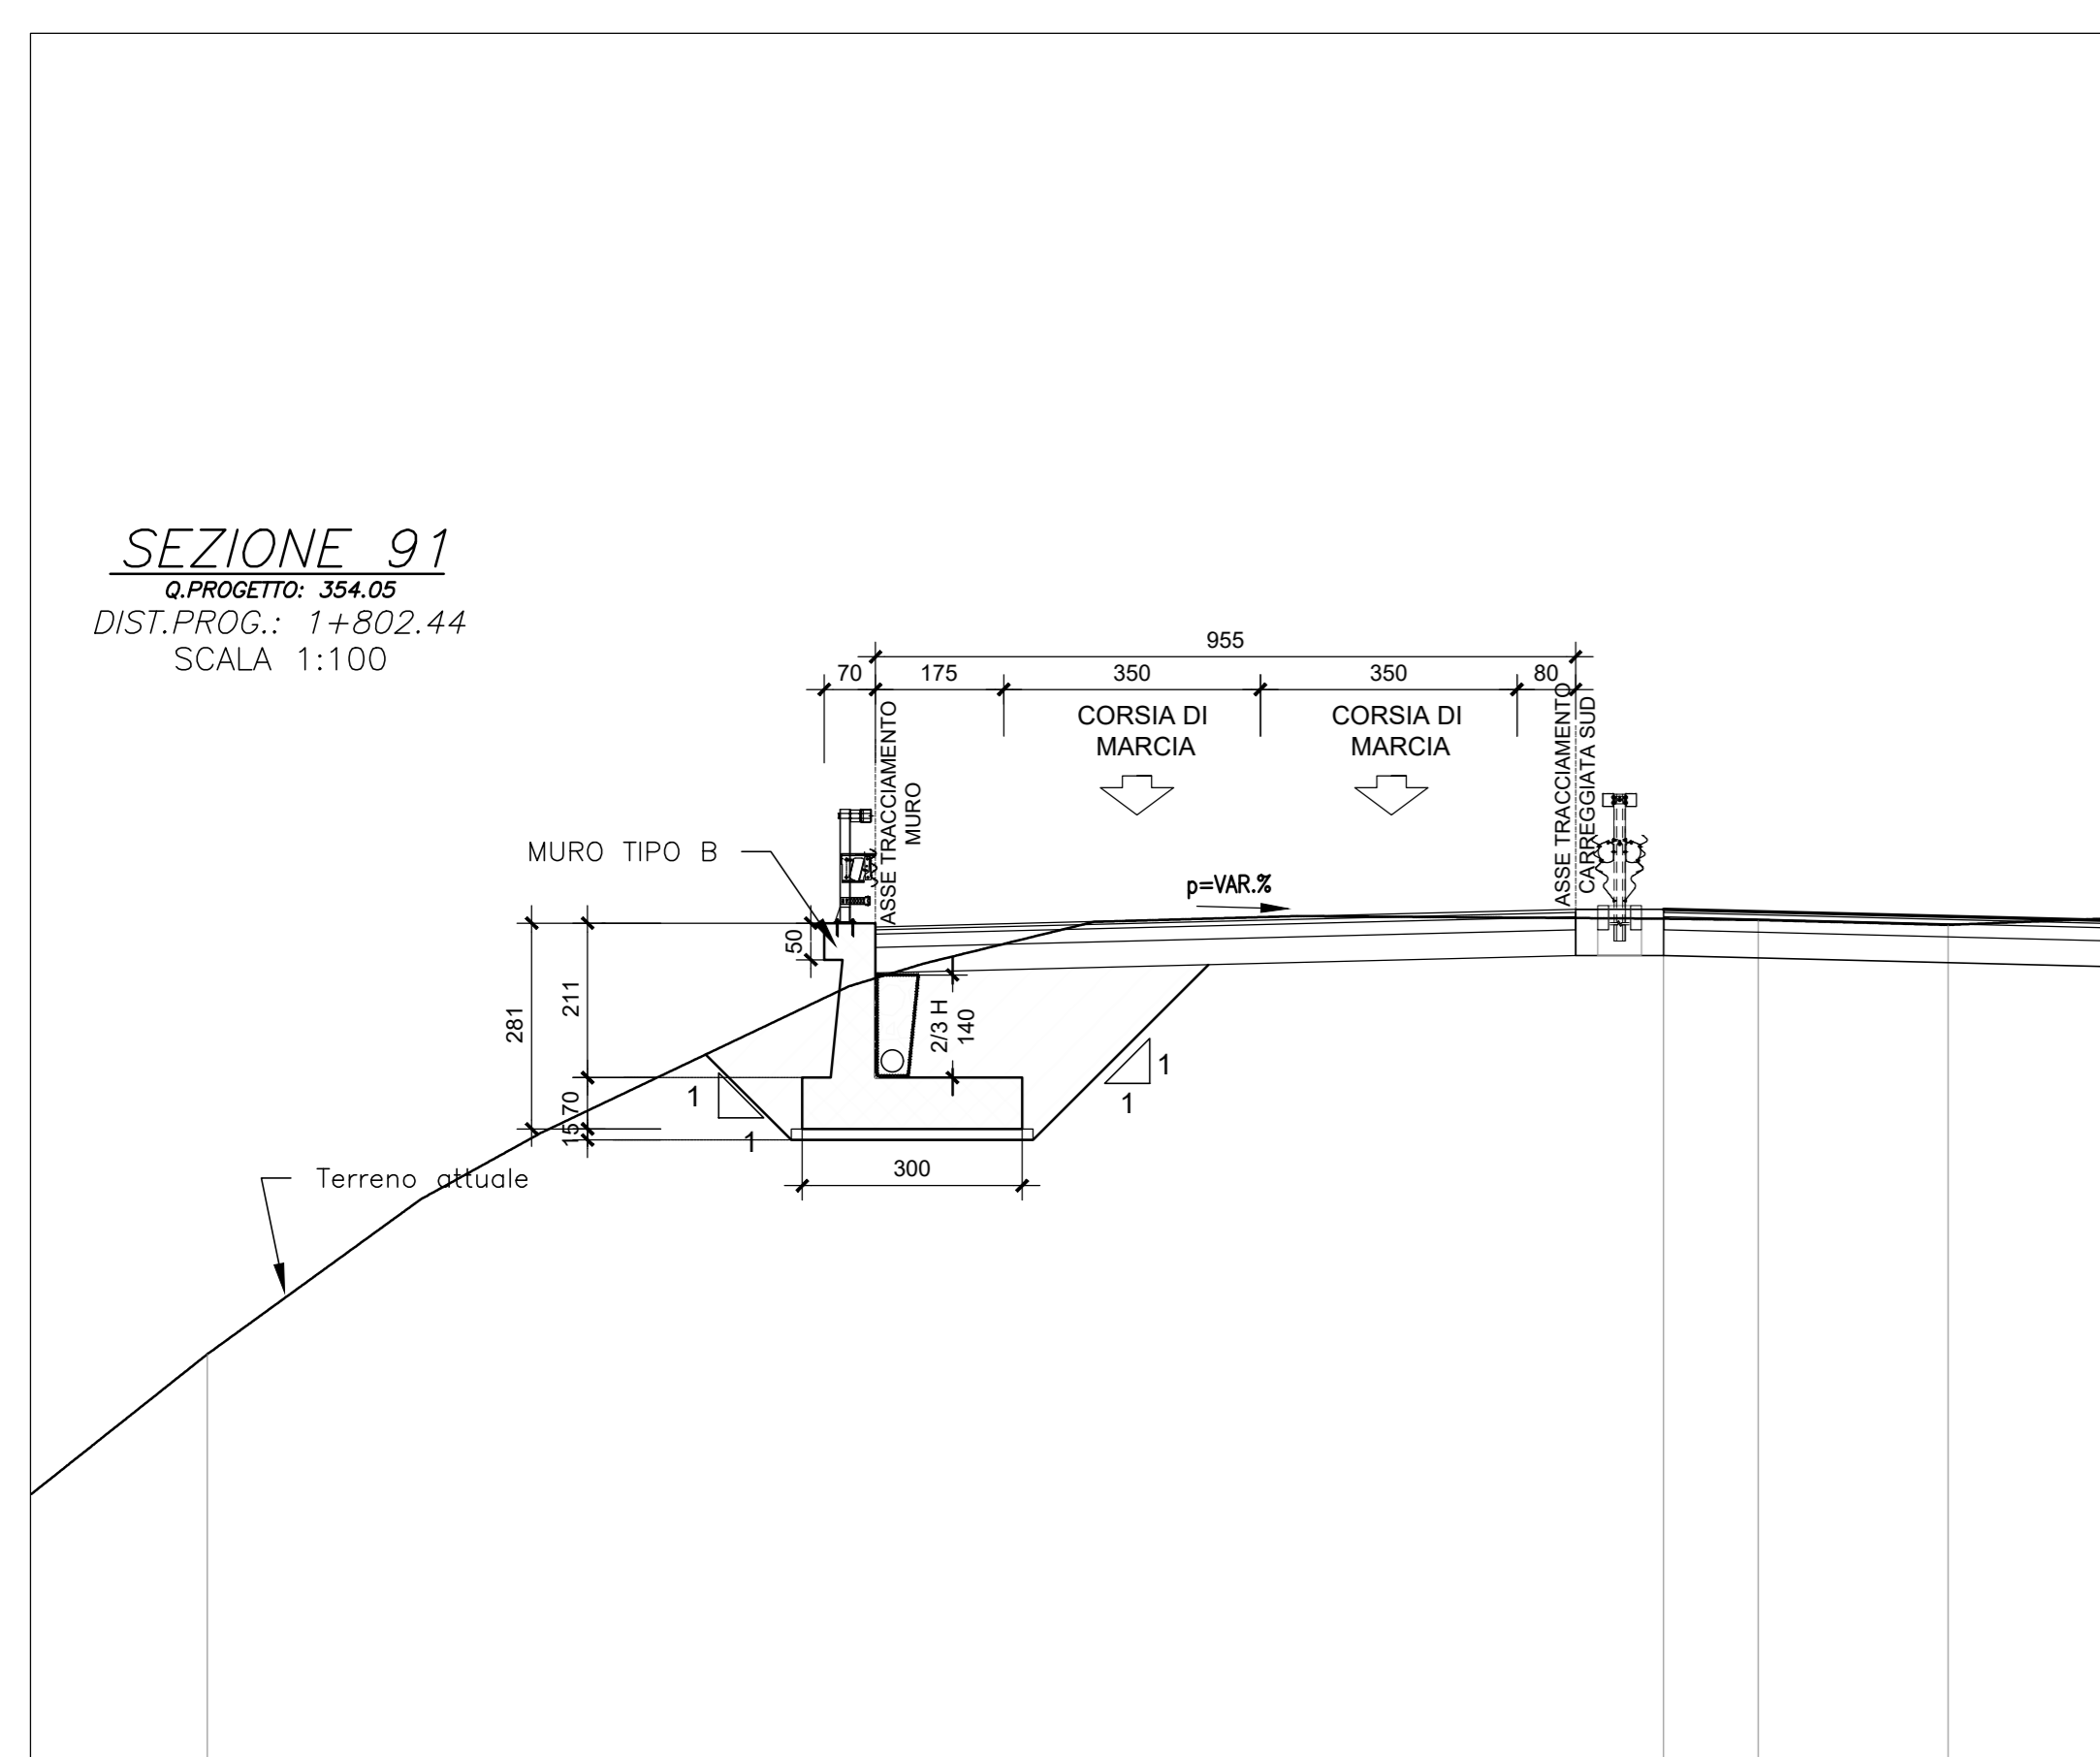 SEZIONE 91
Q.PROGETTO: 354.05
DIST.PROG.: 1+802.44
SCALA 1:100
955
70
175
350
350
80
CORSIA DI
MARCIA
CORSIA DI
MARCIA
ASSE TRACCIAMENTO
MURO
ASSE TRACCIAMENTO
CARREGGIATA SUD
MURO TIPO B
p=VAR.%
50
211
281
2/3 H
140
70
15
1
1
1
1
300
Terreno attuale